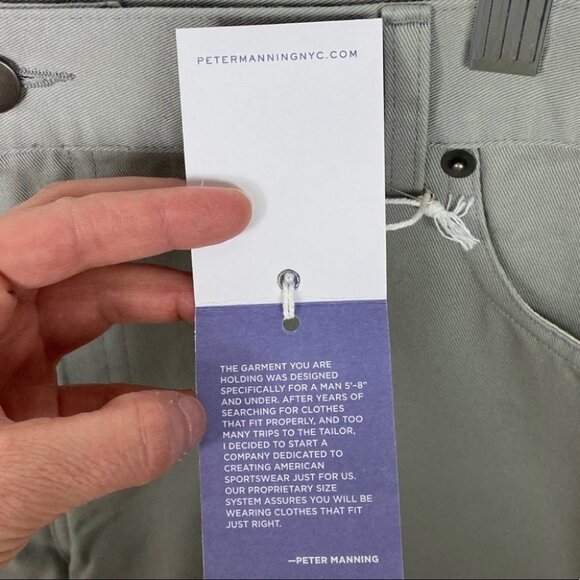 PETERMANNINGNYC.COM
THE GARMENT YOU ARE
HOLDING WAS DESIGNED
SPECIFICALLY FOR A MAN 5'-8"
AND UNDER. AFTER YEARS OF
SEARCHING FOR CLOTHES
THAT FIT PROPERLY, AND TOO
MANY TRIPS TO THE TAILOR,
I DECIDED TO START A
COMPANY DEDICATED TO
CREATING AMERICAN
SPORTSWEAR JUST FOR US.
OUR PROPRIETARY SIZE
SYSTEM ASSURES YOU WILL BE
WEARING CLOTHES THAT FIT
JUST RIGHT.
—PETER MANNING